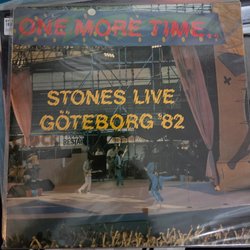 ONE MORE TIME...
STONES LIVE
GÖTEBORG '82